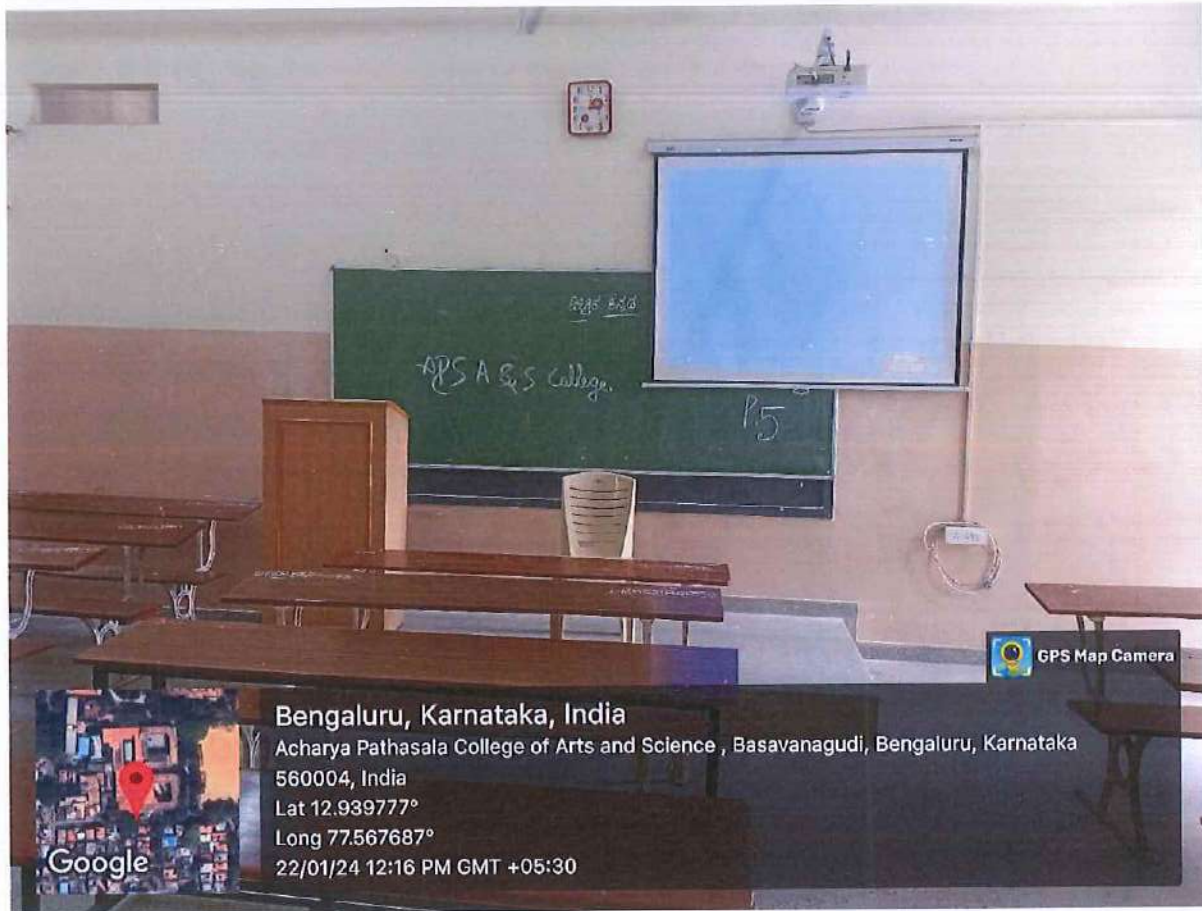 APS A & S College.
P.5
GPS Map Camera
Bengaluru, Karnataka, India
Acharya Pathasala College of Arts and Science , Basavanagudi, Bengaluru, Karnataka
560004, India
Lat 12.939777°
Long 77.567687°
22/01/24 12:16 PM GMT +05:30
Google